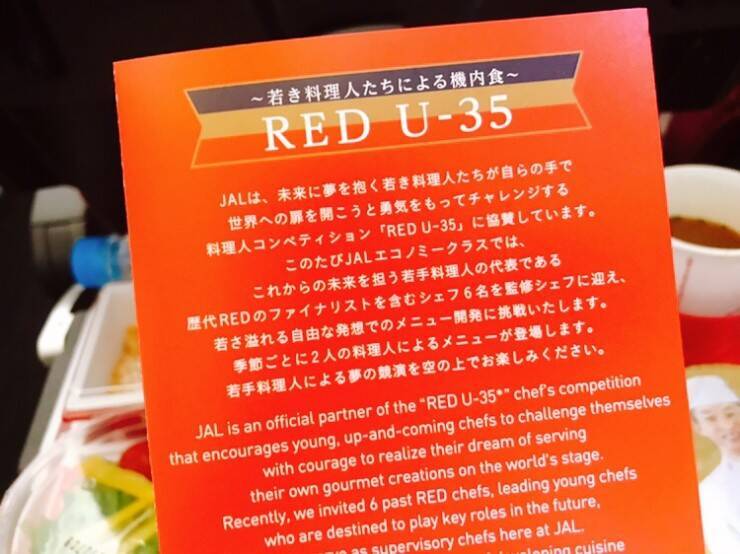 ～若き料理人たちによる機内食～
RED U-35
JALは、未来に夢を抱く若き料理人たちが自らの手で
世界への扉を開こうと勇気をもってチャレンジする
料理人コンペティション「RED U-35」に協賛しています。
このたびJALエコノミークラスでは、
これからの未来を担う若手料理人の代表である
歴代REDのファイナリストを含むシェフ6名を監修シェフに迎え、
若さ溢れる自由な発想でのメニュー開発に挑戦いたします。
季節ごとに2人の料理人によるメニューが登場します。
若手料理人による夢の競演を空の上でお楽しみください。
JAL is an official partner of the "RED U-35*" chef's competition
that encourages young, up-and-coming chefs to challenge themselves
with courage to realize their dream of serving
their own gourmet creations on the world's stage.
Recently, we invited 6 past RED chefs, leading young chefs
who are destined to play key roles in the future,
as supervisory chefs here at JAL.
cuisine